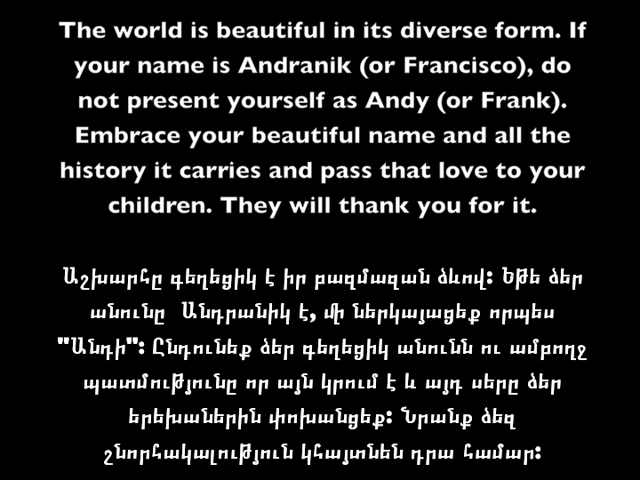 The world is beautiful in its diverse form. If
your name is Andranik (or Francisco), do
not present yourself as Andy (or Frank).
Embrace your beautiful name and all the
history it carries and pass that love to your
children. They will thank you for it.
Աշխարհը գեղեցիկ է իր բազմազան ձևով: Եթե ձեր
անունը Անդրանիկ է, մի ներկայացեք որպես
"Անդի": Ընդունեք ձեր գեղեցիկ անունն ու ամբողջ
պատմությունը որ այն կրում է և այդ սերը ձեր
երեխաներին փոխանցեք: Նրանք ձեզ
շնորհակալություն կհայտնեն դրա համար: